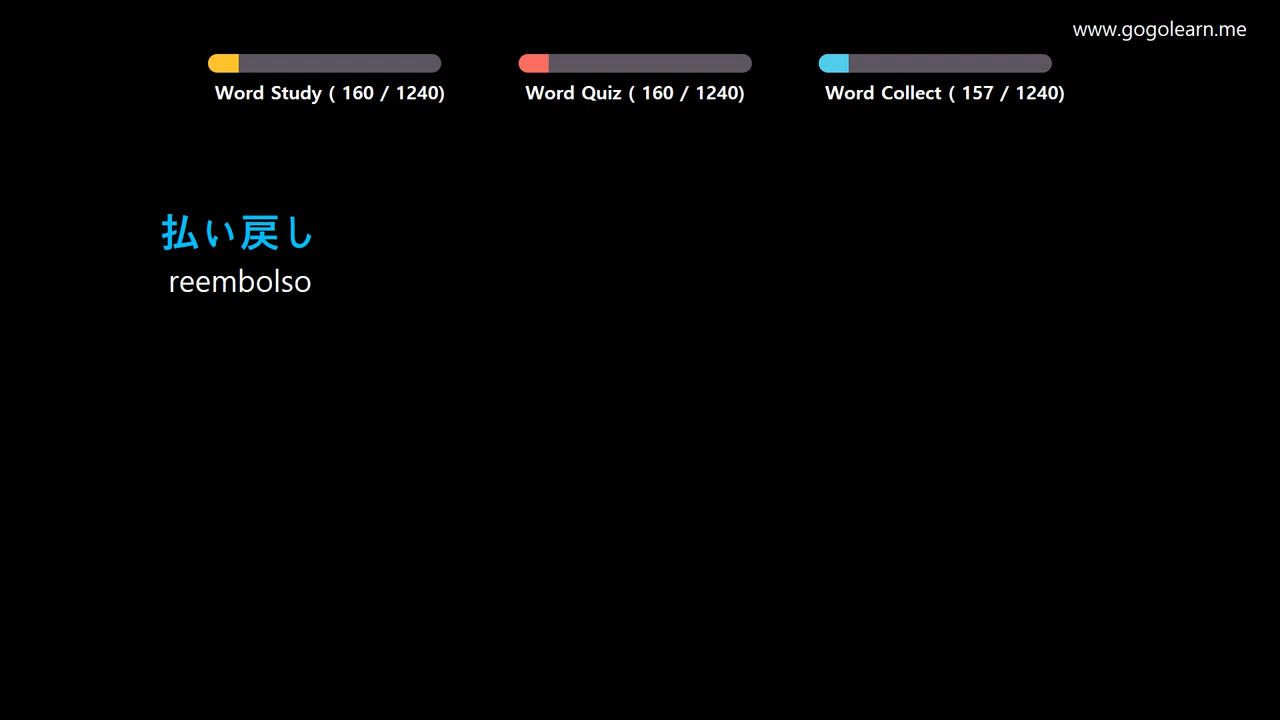 www.gogolearn.me
Word Study ( 160 / 1240)
Word Quiz ( 160 / 1240)
Word Collect ( 157 / 1240)
払い戻し
reembolso